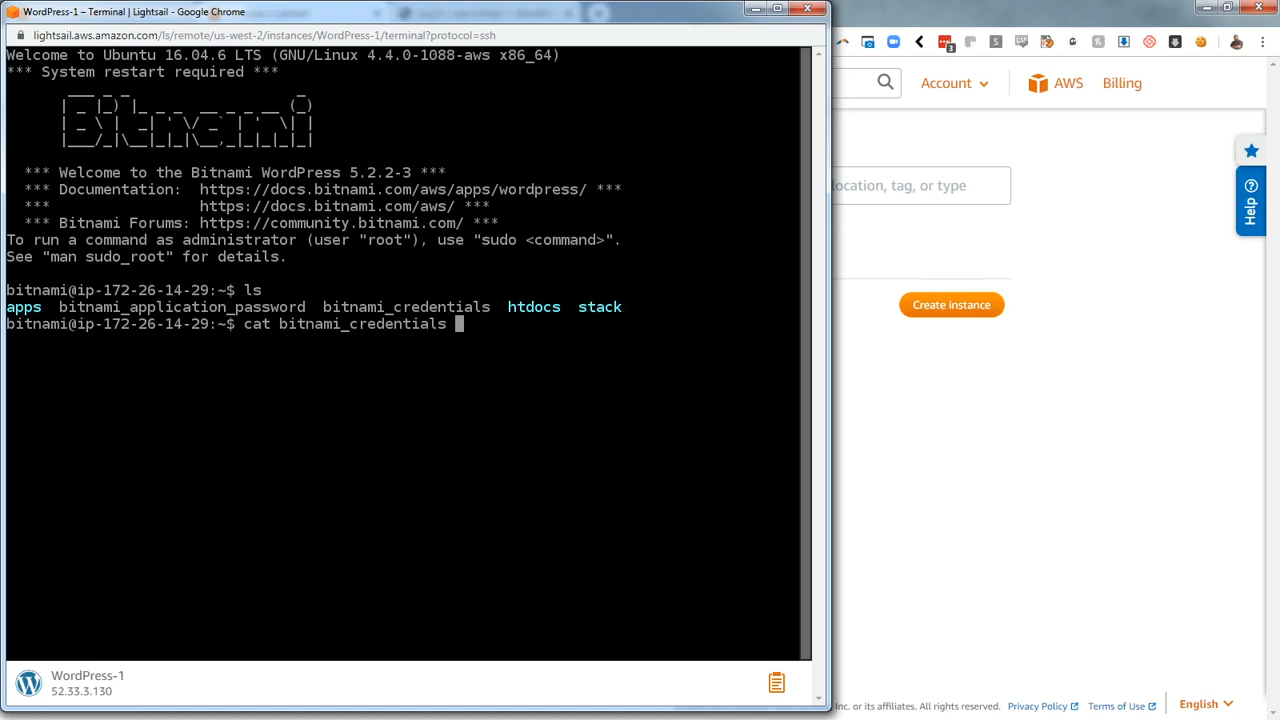 WordPress-1 – Terminal | Lightsail - Google Chrome
lightsail.aws.amazon.com/ls/remote/us-west-2/instances/WordPress-1/terminal?protocol=ssh
Welcome to Ubuntu 16.04.6 LTS (GNU/Linux 4.4.0-1088-aws x86_64)
*** System restart required ***
Bitnami
*** Welcome to the Bitnami WordPress 5.2.2-3 ***
*** Documentation:  https://docs.bitnami.com/aws/apps/wordpress/ ***
***                 https://docs.bitnami.com/aws/ ***
*** Bitnami Forums: https://community.bitnami.com/ ***
To run a command as administrator (user "root"), use "sudo <command>".
See "man sudo_root" for details.
bitnami@ip-172-26-14-29:~$ ls
apps  bitnami_application_password  bitnami_credentials  htdocs  stack
bitnami@ip-172-26-14-29:~$ cat bitnami_credentials
WordPress-1
52.33.3.130
Account
AWS
Billing
3
location, tag, or type
Help
Create instance
Inc. or its affiliates. All rights reserved.
Privacy Policy
Terms of Use
English